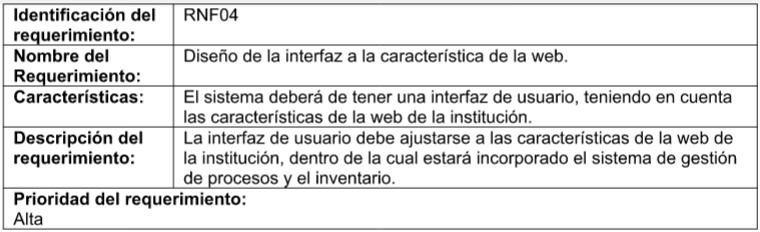 Identificación del requerimiento:
RNF04
Nombre del Requerimiento:
Diseño de la interfaz a la característica de la web.
Características:
El sistema deberá de tener una interfaz de usuario, teniendo en cuenta
las características de la web de la institución.
Descripción del requerimiento:
La interfaz de usuario debe ajustarse a las características de la web de
la institución, dentro de la cual estará incorporado el sistema de gestión
de procesos y el inventario.
Prioridad del requerimiento:
Alta